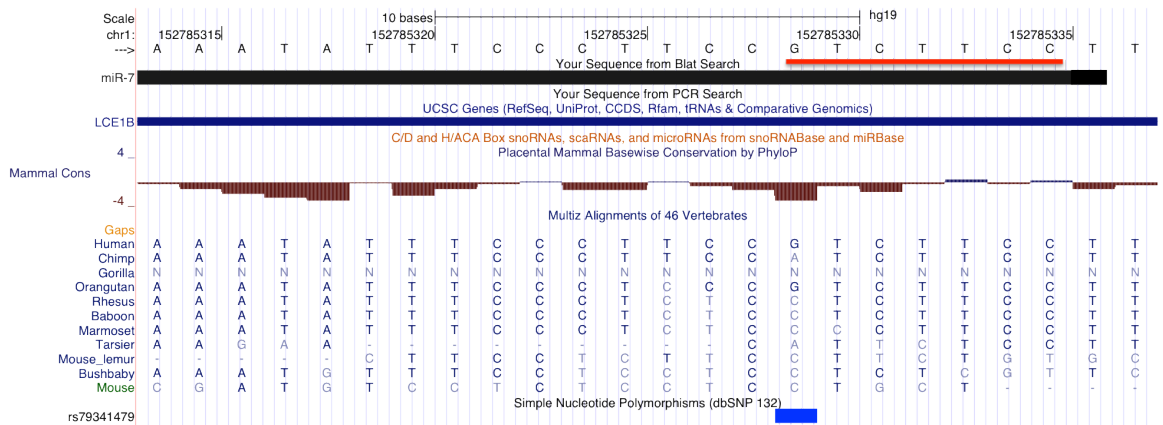 Scale 10 bases hg19
chr1: 152785315 152785320 152785325 152785330 152785335
---> A A A T A T T T C C C T T C C G T C T T C C T T
Your Sequence from Blat Search
miR-7
Your Sequence from PCR Search
UCSC Genes (RefSeq, UniProt, CCDS, Rfam, tRNAs & Comparative Genomics)
LCE1B
C/D and H/ACA Box snoRNAs, scaRNAs, and microRNAs from snoRNABase and miRBase
Placental Mammal Basewise Conservation by PhyloP
4 _
Mammal Cons
-4 _
Multiz Alignments of 46 Vertebrates
Gaps
Human A A A T A T T T C C C T T C C G T C T T C C T T
Chimp A A A T A T T T C C C T T C C A T C T T C C T T
Gorilla N N N N N N N N N N N N N N N N N N N N N N N N
Orangutan A A A T A T T T C C C T C C C G T C T T C C T T
Rhesus A A A T A T T T C C C T C T C C T C T T C C T T
Baboon A A A T A T T T C C C T C T C C T C T T C C T T
Marmoset A A A T A T T T C C C T C T C C C C T T C C T T
Tarsier A A G A A - - - - - - - - - C A T T C T C C T T
Mouse_lemur - - - - - C T T C C T C T T C C T T C T G T G C
Bushbaby A A A T G T T T C C T C C T C C T C T C G T T C
Mouse C G A T G T C C T C T C C T C C T G C T - - - -
Simple Nucleotide Polymorphisms (dbSNP 132)
rs79341479